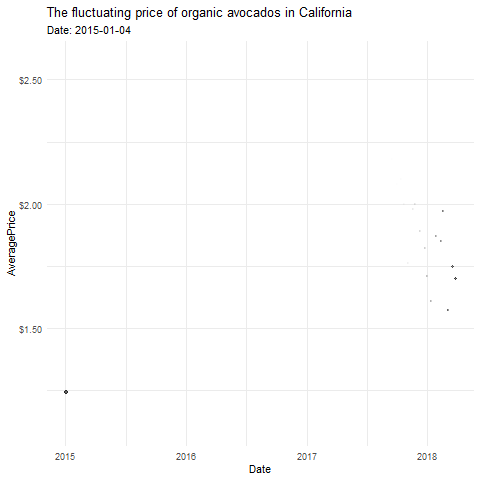 The fluctuating price of organic avocados in California
Date: 2015-01-04
$2.50
$2.00
$1.50
AveragePrice
2015 2016 2017 2018
Date